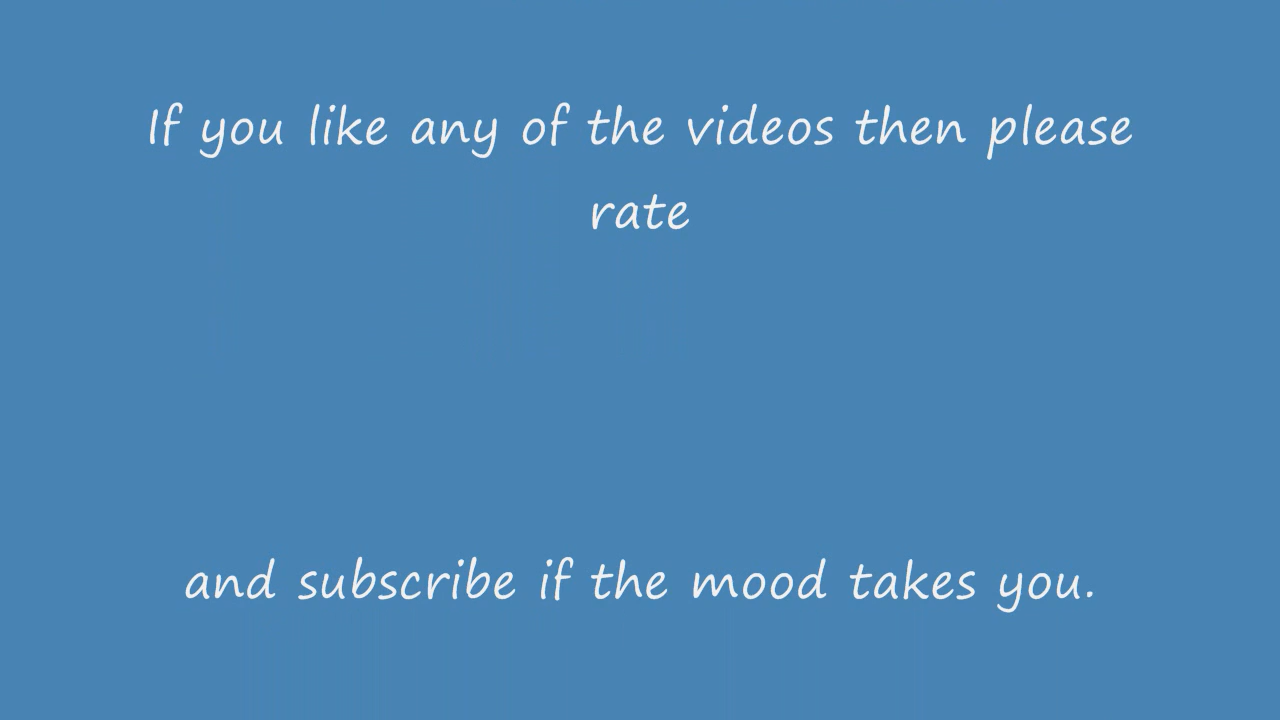 If you like any of the videos then please
rate
and subscribe if the mood takes you.